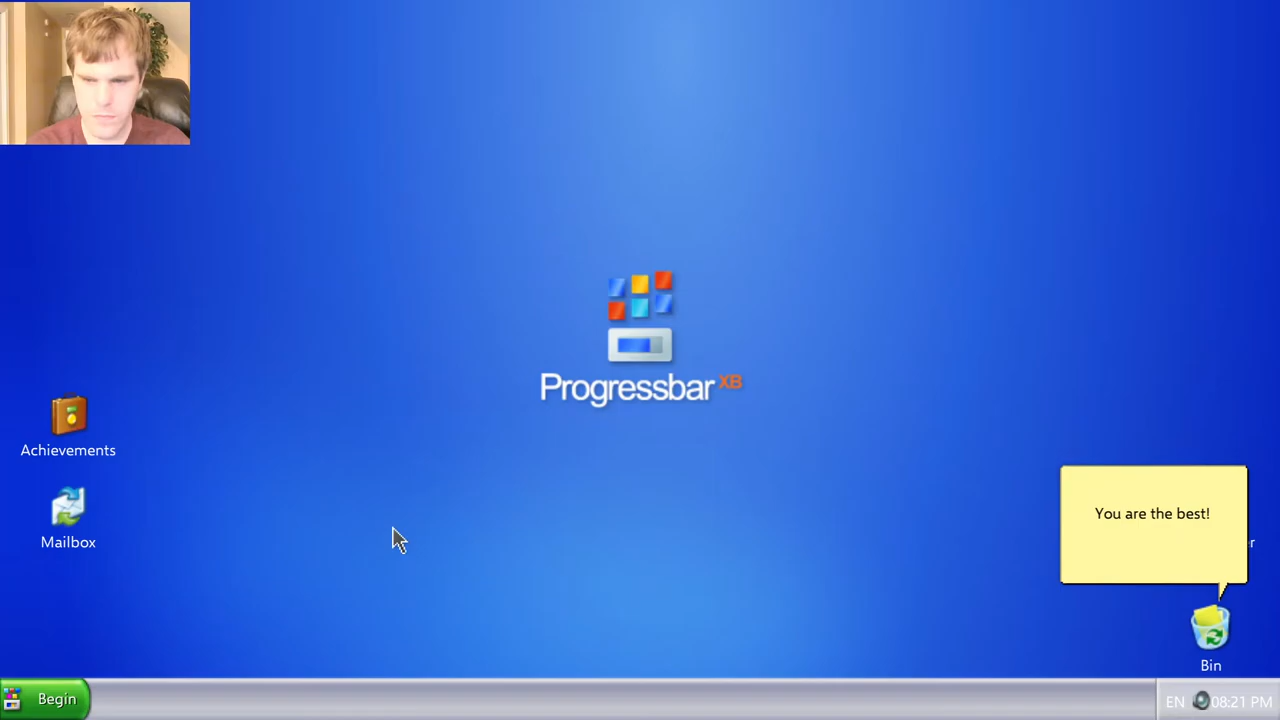 Progressbar XB
Achievements
You are the best!
Mailbox
Bin
Begin
EN 08:21 PM